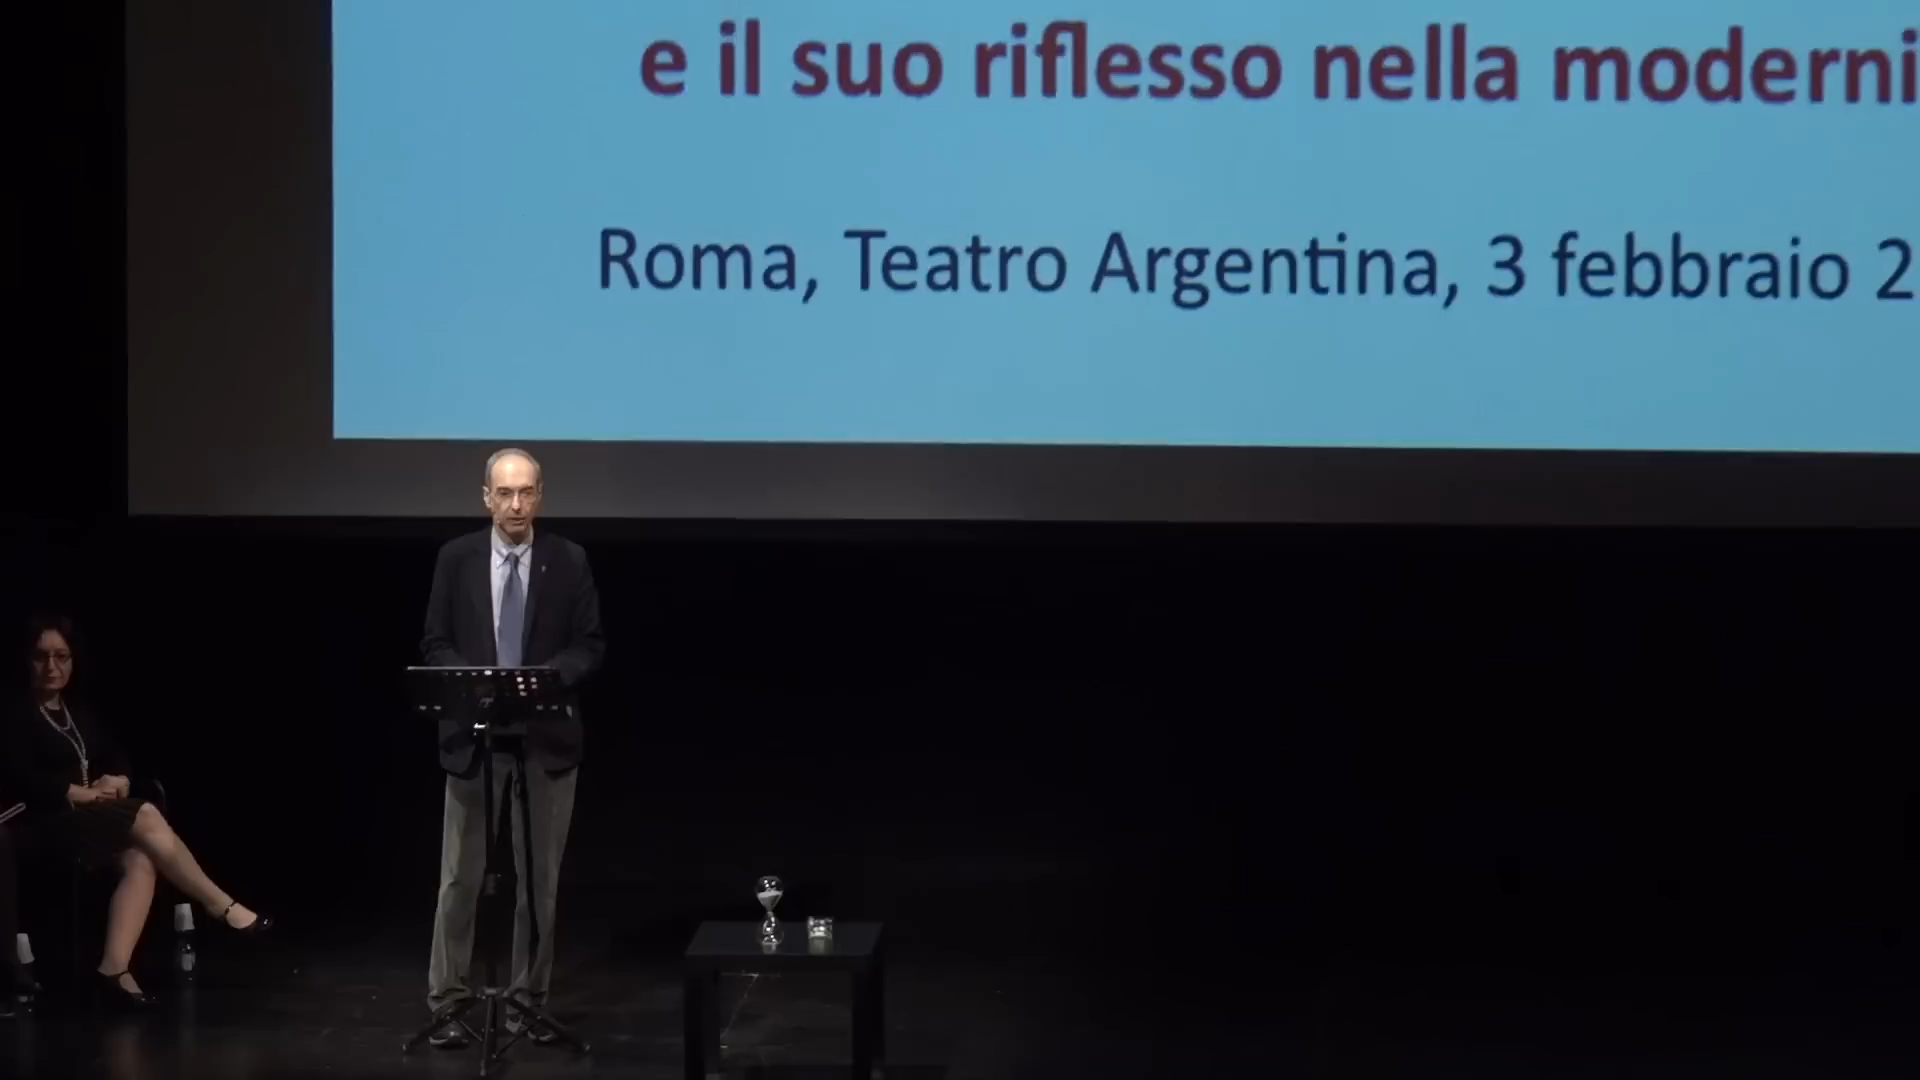 e il suo riflesso nella moderni
Roma, Teatro Argentina, 3 febbraio 2